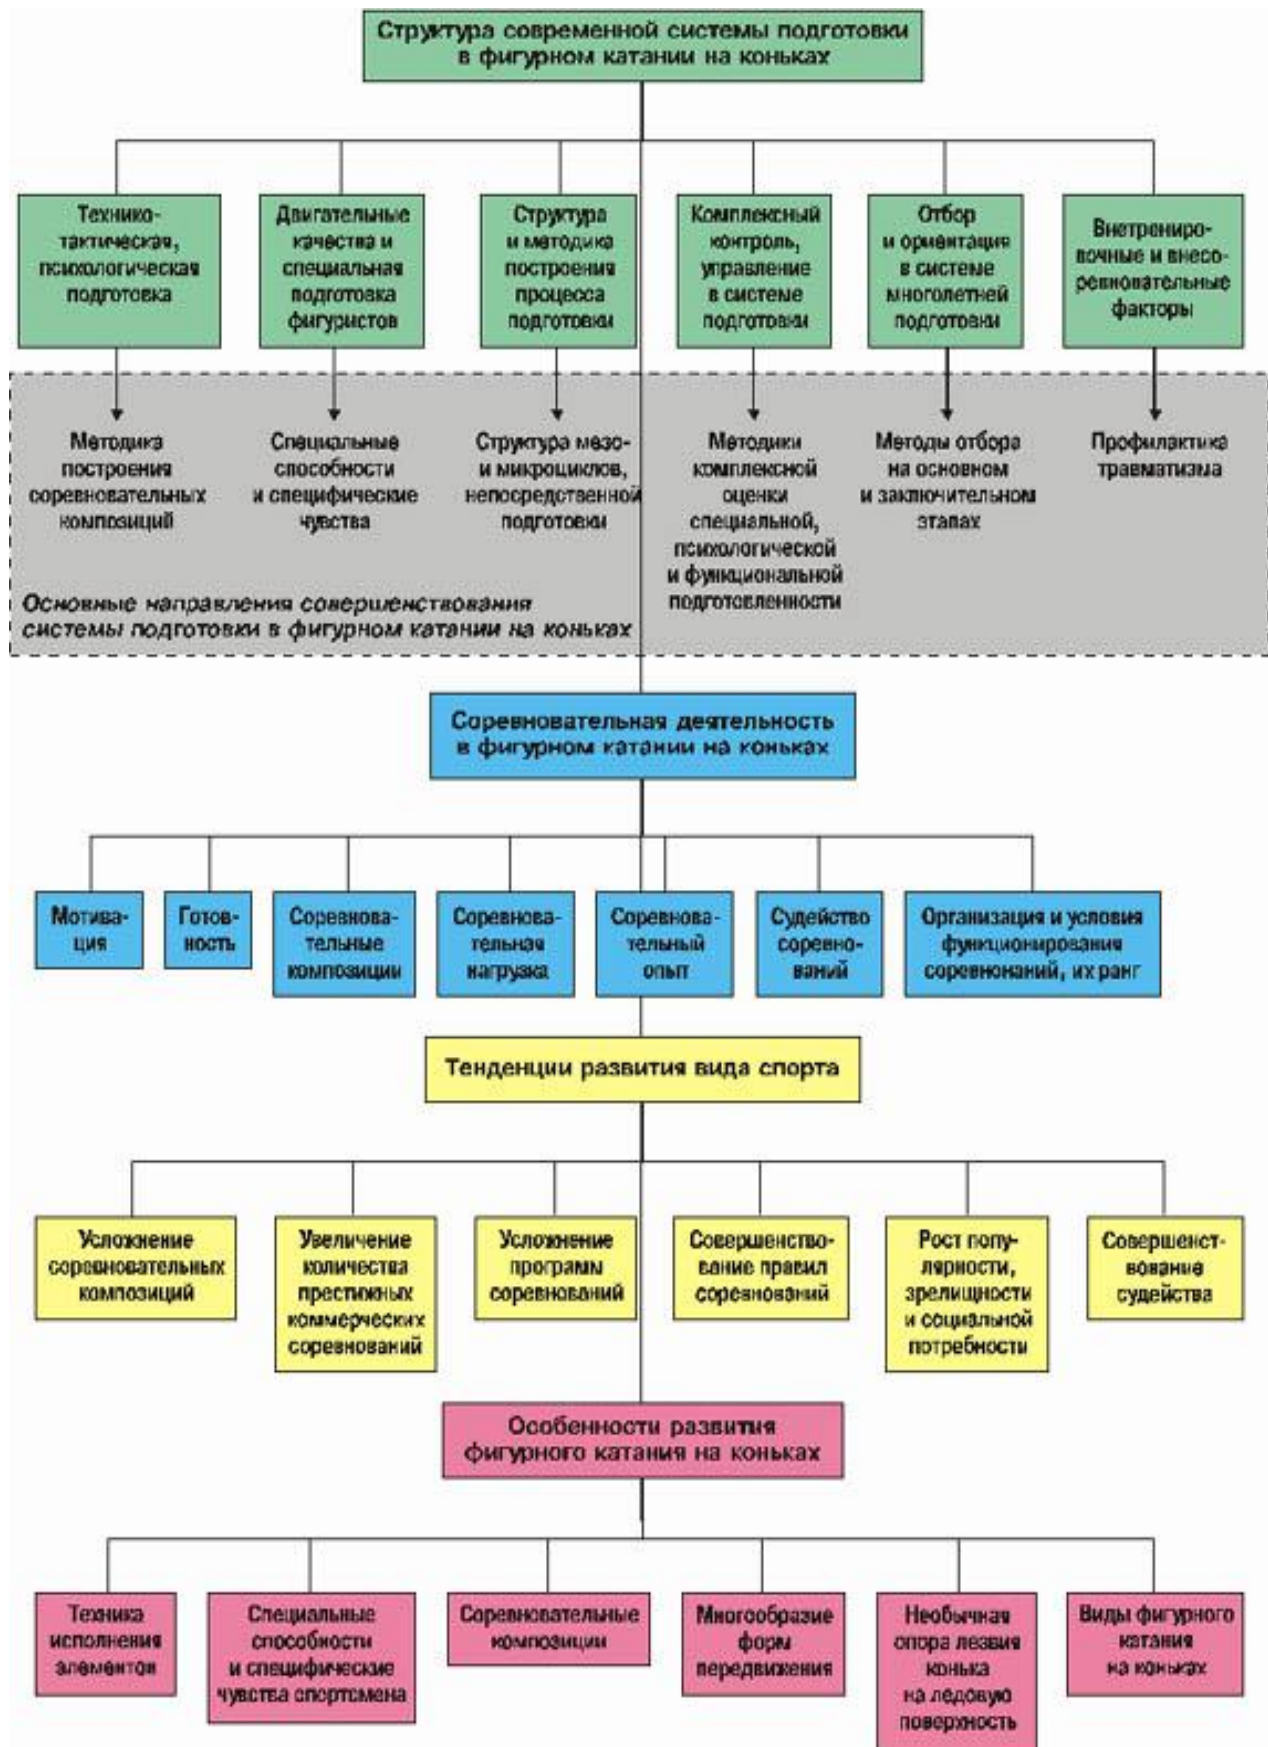 Структура современной системы подготовки
в фигурном катании на коньках
Технико-
тактическая,
психологическая
подготовка
Двигательные
качества и
специальная
подготовка
фигуристов
Структура
и методика
построения
процесса
подготовки
Комплексный
контроль,
управление
в системе
подготовки
Отбор
и ориентация
в системе
многолетней
подготовки
Внетрениро-
вочные и внесо-
ревновательные
факторы
Методика
построения
соревновательных
композиций
Специальные
способности
и специфические
чувства
Структура мезо-
и микроциклов,
непосредственной
подготовки
Методики
комплексной
оценки
специальной,
психологической
и функциональной
подготовленности
Методы отбора
на основном
и заключительном
этапах
Профилактика
травматизма
Основные направления совершенствования
системы подготовки в фигурном катании на коньках
Соревновательная деятельность
в фигурном катании на коньках
Мотива-
ция
Готов-
ность
Соревнова-
тельные
композиции
Соревнова-
тельная
нагрузка
Соревнова-
тельный
опыт
Судейство
соревно-
ваний
Организация и условия
функционирования
соревнований, их ранг
Тенденции развития вида спорта
Усложнение
соревновательных
композиций
Увеличение
количества
престижных
коммерческих
соревнований
Усложнение
программ
соревнований
Совершенство-
вание правил
соревнований
Рост попу-
лярности,
зрелищности
и социальной
потребности
Совершенст-
вование
судейства
Особенности развития
фигурного катания на коньках
Техника
исполнения
элементов
Специальные
способности
и специфические
чувства спортсмена
Соревновательные
композиции
Многообразие
форм
передвижения
Необычная
опора лезвия
конька
на ледовую
поверхность
Виды фигурного
катания
на коньках